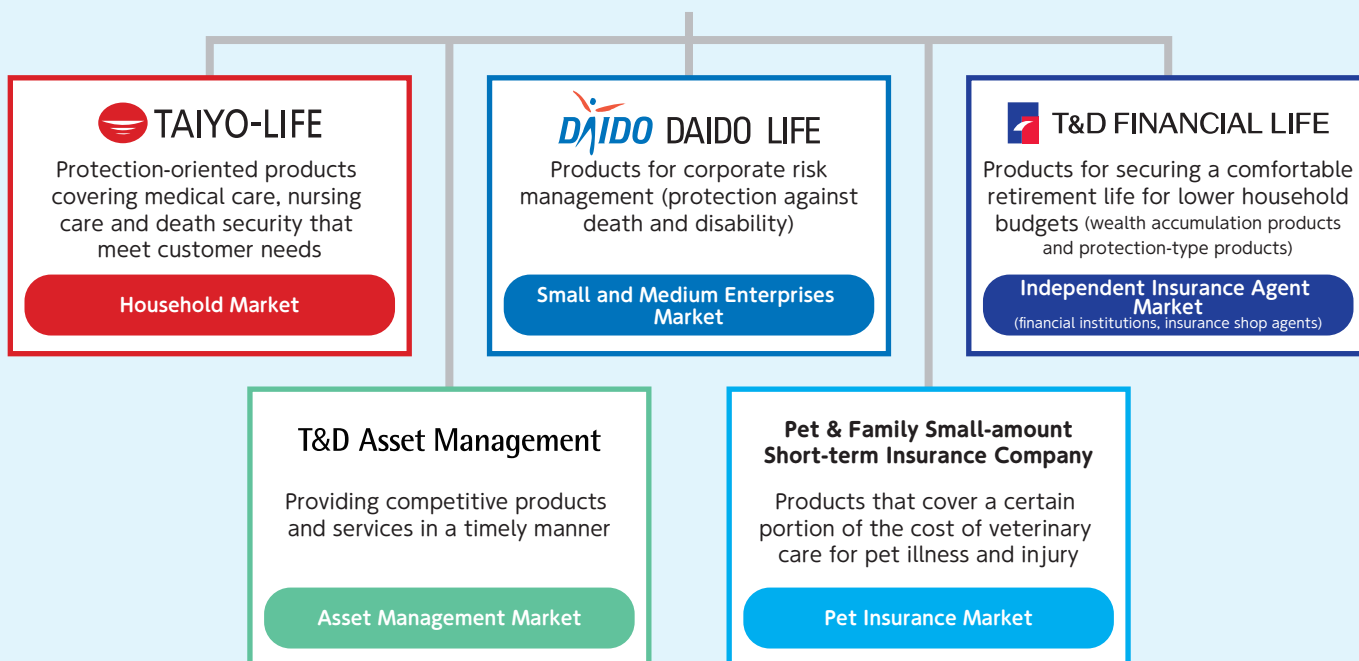 TAIYO-LIFE
Protection-oriented products
covering medical care, nursing
care and death security that
meet customer needs
Household Market
DAIDO DAIDO LIFE
Products for corporate risk
management (protection against
death and disability)
Small and Medium Enterprises
Market
T&D FINANCIAL LIFE
Products for securing a comfortable
retirement life for lower household
budgets (wealth accumulation products
and protection-type products)
Independent Insurance Agent
Market
(financial institutions, insurance shop agents)
T&D Asset Management
Providing competitive products
and services in a timely manner
Asset Management Market
Pet & Family Small-amount
Short-term Insurance Company
Products that cover a certain
portion of the cost of veterinary
care for pet illness and injury
Pet Insurance Market